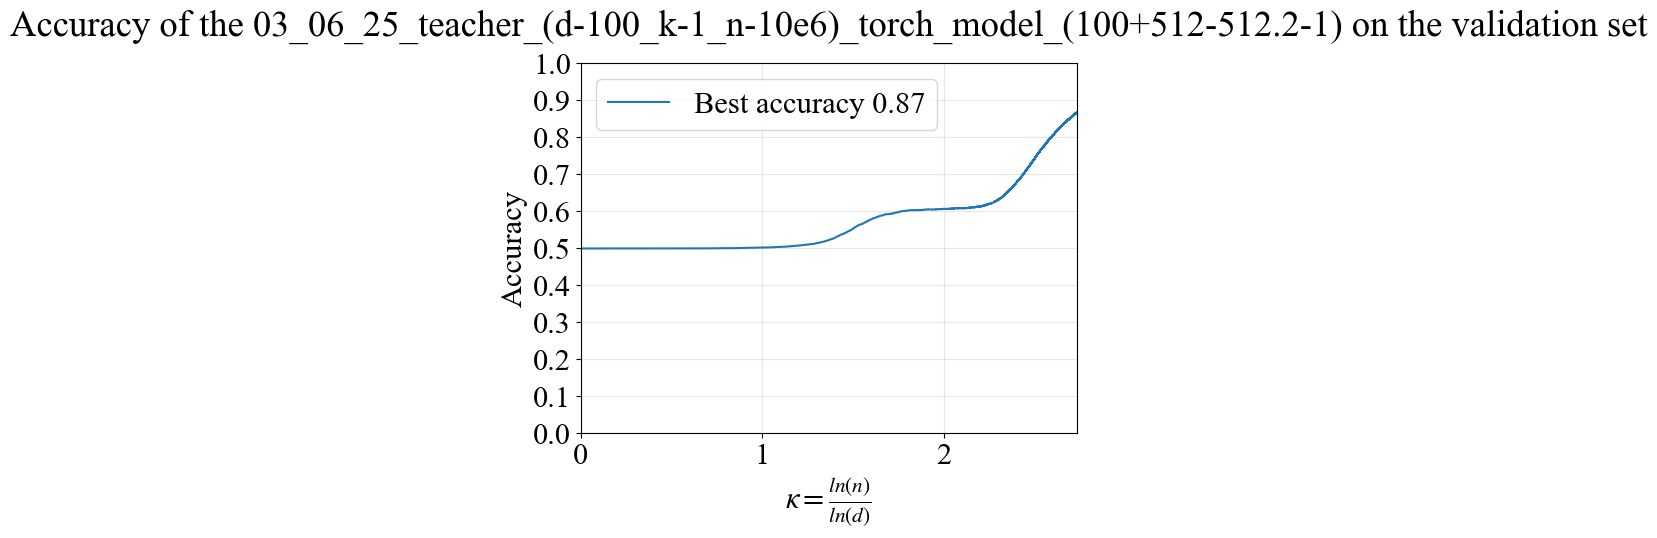 Accuracy of the 03_06_25_teacher_(d-100_k-1_n-10e6)_torch_model_(100+512-512.2-1) on the validation set
1.0
Best accuracy 0.87
0.9
0.8
0.7
0.6
0.5
0.4
0.3
0.2
0.1
0.0
Accuracy
0 1 2
κ = ln(n) / ln(d)